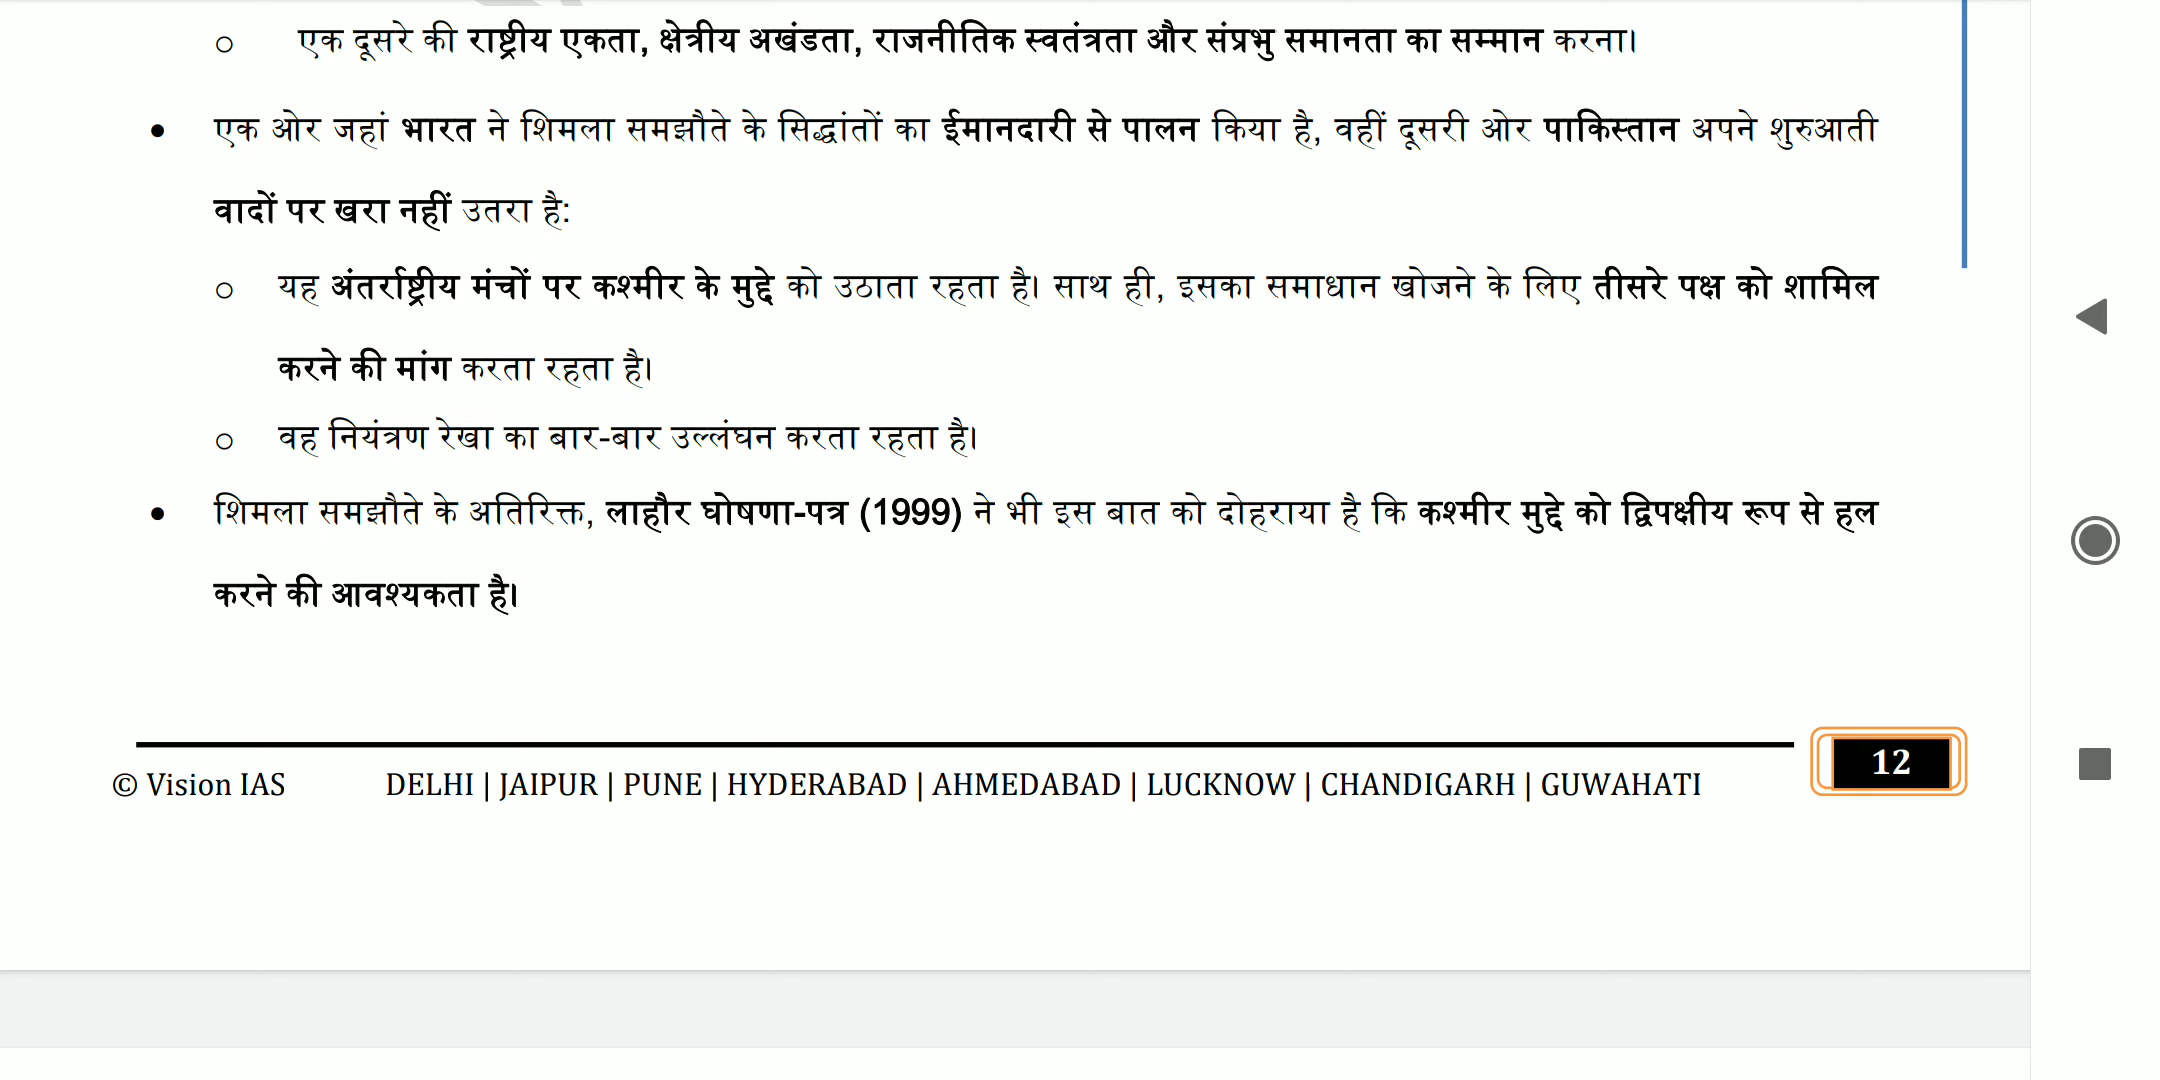 o एक दूसरे की राष्ट्रीय एकता, क्षेत्रीय अखंडता, राजनीतिक स्वतंत्रता और संप्रभु समानता का सम्मान करना।
• एक ओर जहां भारत ने शिमला समझौते के सिद्धांतों का ईमानदारी से पालन किया है, वहीं दूसरी ओर पाकिस्तान अपने शुरुआती
वादों पर खरा नहीं उतरा है:
o यह अंतर्राष्ट्रीय मंचों पर कश्मीर के मुद्दे को उठाता रहता है। साथ ही, इसका समाधान खोजने के लिए तीसरे पक्ष को शामिल
करने की मांग करता रहता है।
o वह नियंत्रण रेखा का बार-बार उल्लंघन करता रहता है।
• शिमला समझौते के अतिरिक्त, लाहौर घोषणा-पत्र (1999) ने भी इस बात को दोहराया है कि कश्मीर मुद्दे को द्विपक्षीय रूप से हल
करने की आवश्यकता है।
12
© Vision IAS DELHI | JAIPUR | PUNE | HYDERABAD | AHMEDABAD | LUCKNOW | CHANDIGARH | GUWAHATI